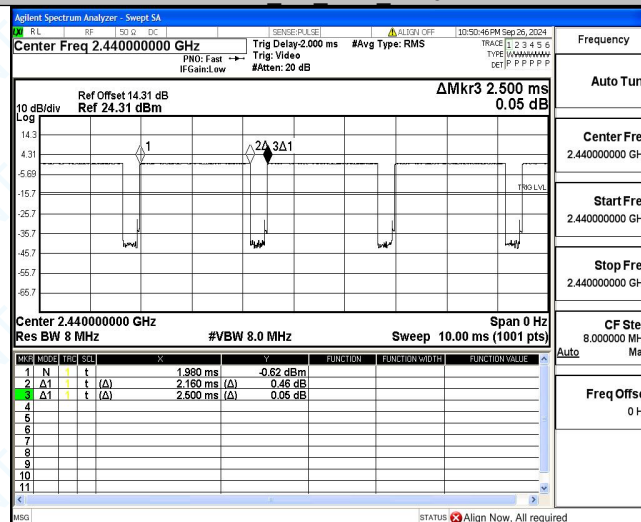 Agilent Spectrum Analyzer - Swept SA
RL RF 50 Ω DC SENSE:PULSE ALIGN OFF 10:50:46 PM Sep 26, 2024
Center Freq 2.440000000 GHz
PNO: Fast
IFGain:Low
Trig Delay-2.000 ms
Trig: Video
#Atten: 20 dB
#Avg Type: RMS
TRACE 1 2 3 4 5 6
TYPE
DET P P P P P P
Ref Offset 14.31 dB
10 dB/div Ref 24.31 dBm
Log
ΔMkr3 2.500 ms
0.05 dB
14.3
4.31
-5.69
-15.7
-25.7
-35.7
-45.7
-55.7
-65.7
1
2Δ 3Δ1
TRIG LVL
Center 2.440000000 GHz Span 0 Hz
Res BW 8 MHz #VBW 8.0 MHz Sweep 10.00 ms (1001 pts)
MKR MODE TRC SCL X Y FUNCTION FUNCTION WIDTH FUNCTION VALUE
1 N 1 t 1.980 ms -0.62 dBm
2 Δ1 1 t (Δ) 2.160 ms (Δ) 0.46 dB
3 Δ1 1 t (Δ) 2.500 ms (Δ) 0.05 dB
4
5
6
7
8
9
10
11
MSG STATUS Align Now, All required
Frequency
Auto Tun
Center Fre
2.440000000 GH
Start Fre
2.440000000 GH
Stop Fre
2.440000000 GH
CF Ste
8.000000 MH
Auto Ma
Freq Offse
0 H